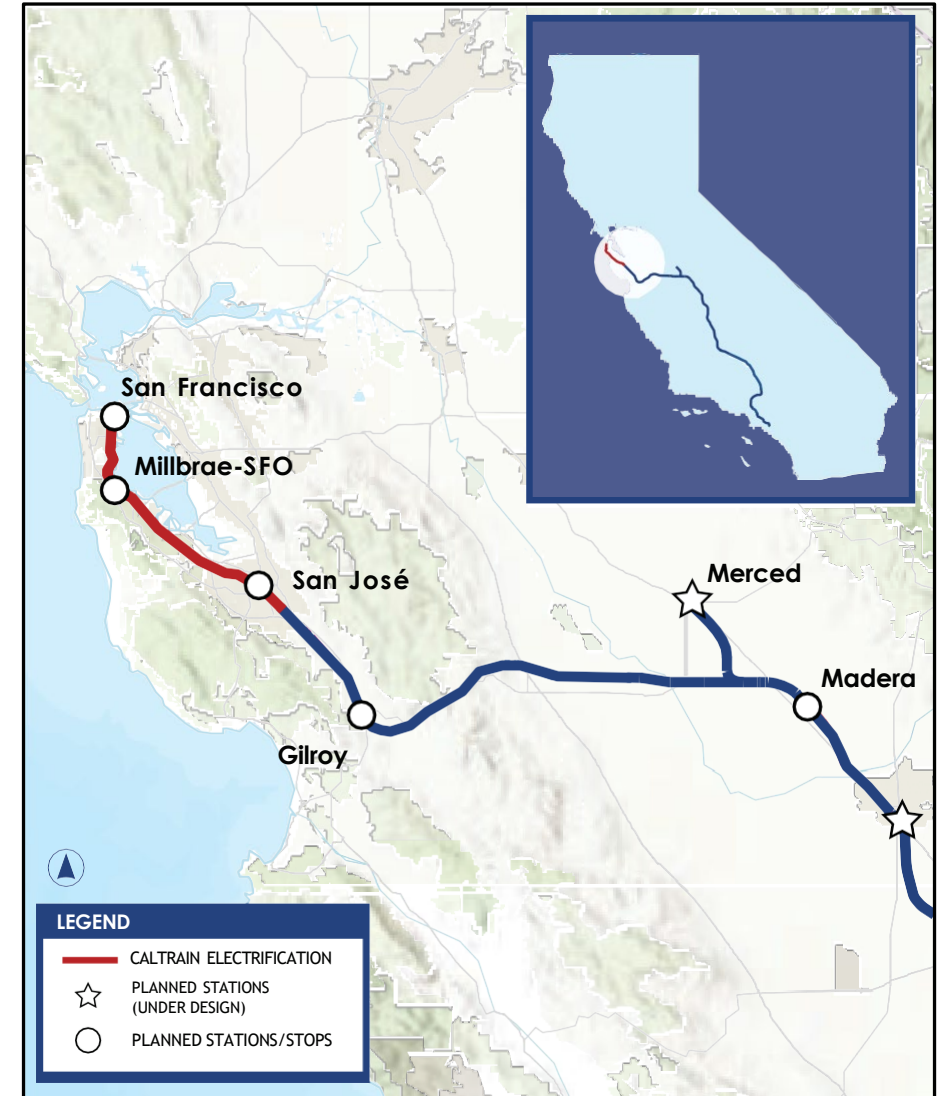 San Francisco
Millbrae-SFO
San José
Merced
Madera
Gilroy
LEGEND
CALTRAIN ELECTRIFICATION
PLANNED STATIONS
(UNDER DESIGN)
PLANNED STATIONS/STOPS